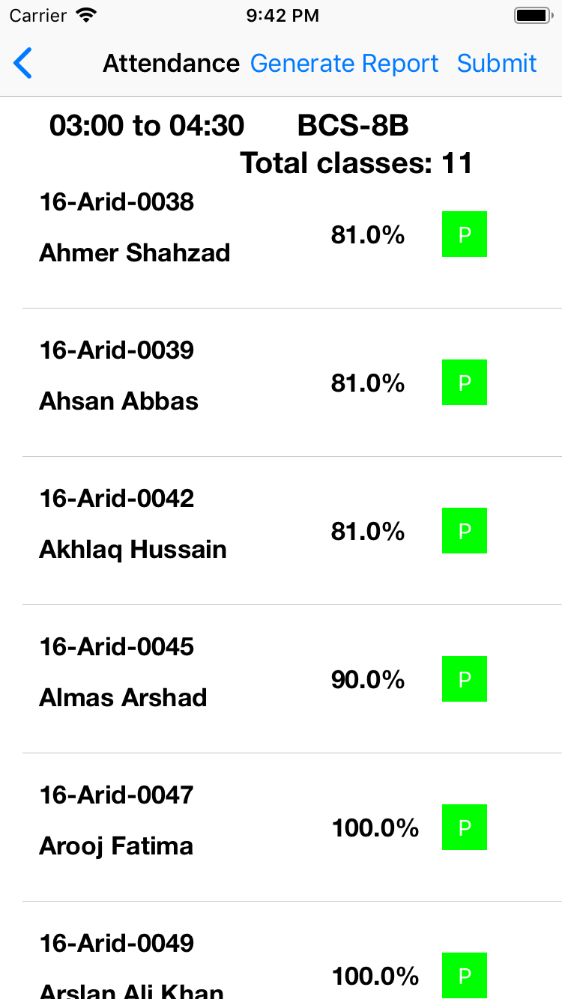 Carrier 9:42 PM
Attendance Generate Report Submit
03:00 to 04:30 BCS-8B
Total classes: 11
16-Arid-0038
81.0% P
Ahmer Shahzad
16-Arid-0039
81.0% P
Ahsan Abbas
16-Arid-0042
81.0% P
Akhlaq Hussain
16-Arid-0045
90.0% P
Almas Arshad
16-Arid-0047
100.0% P
Arooj Fatima
16-Arid-0049
100.0% P
Arslan Ali Khan